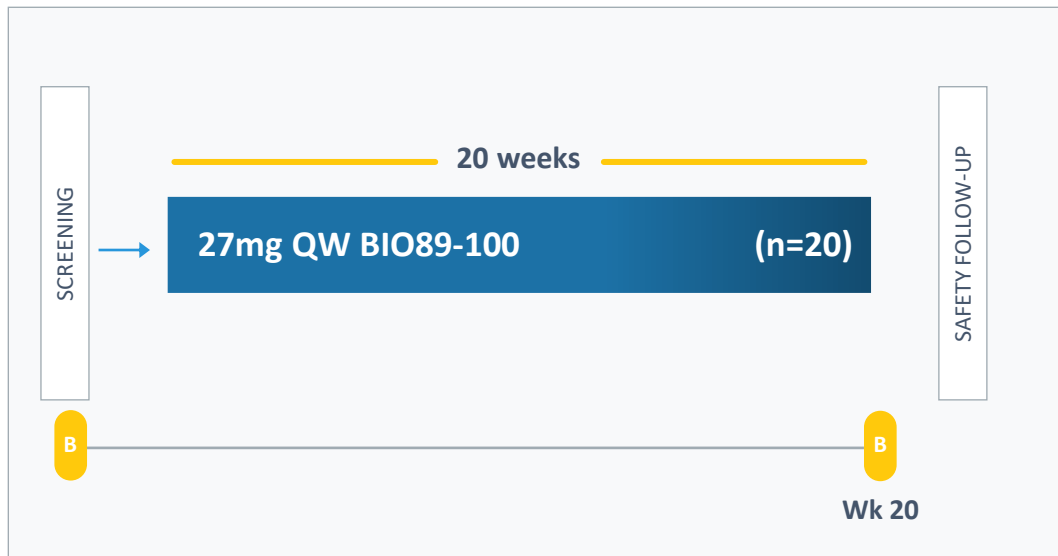 SCREENING
20 weeks
27mg QW BIO89-100 (n=20)
SAFETY FOLLOW-UP
B
B
Wk 20